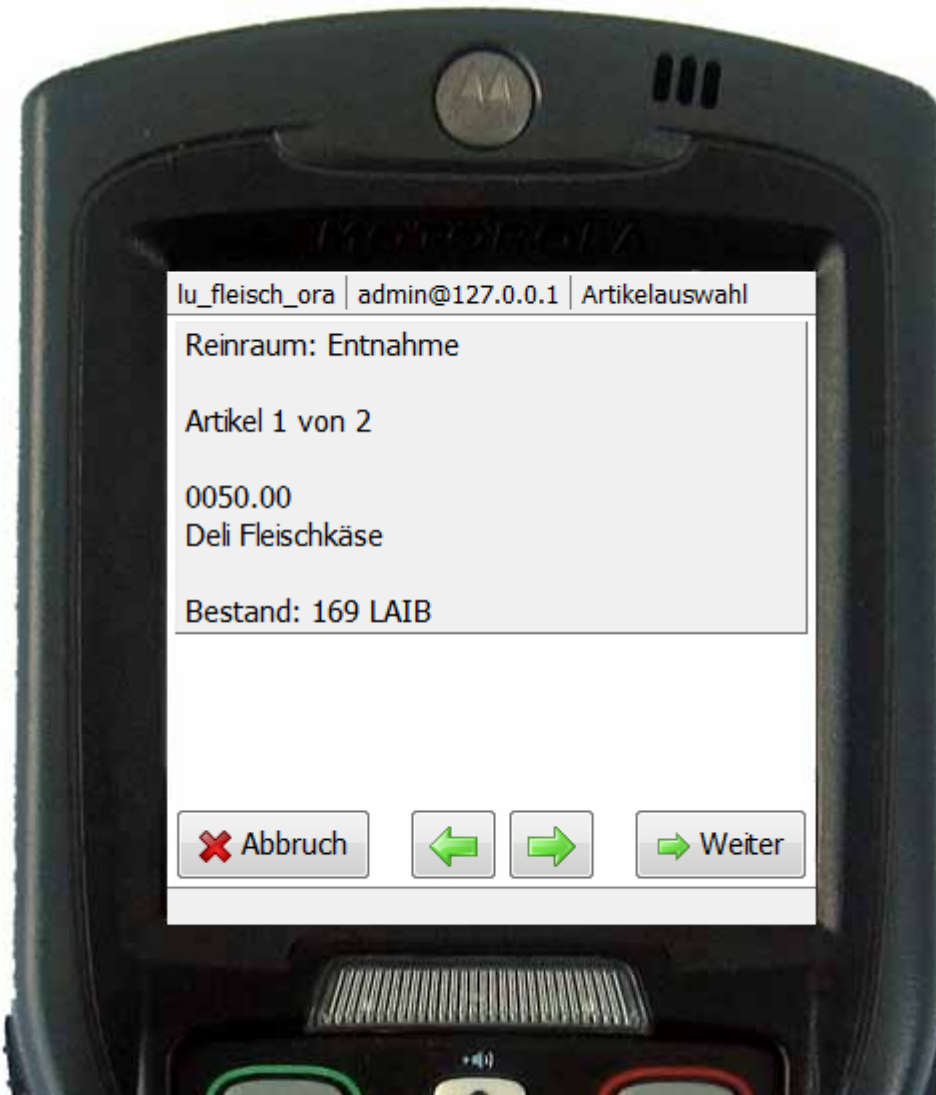 MOTOROLA
lu_fleisch_ora admin@127.0.0.1 Artikelauswahl
Reinraum: Entnahme
Artikel 1 von 2
0050.00
Deli Fleischkäse
Bestand: 169 LAIB
Abbruch Weiter